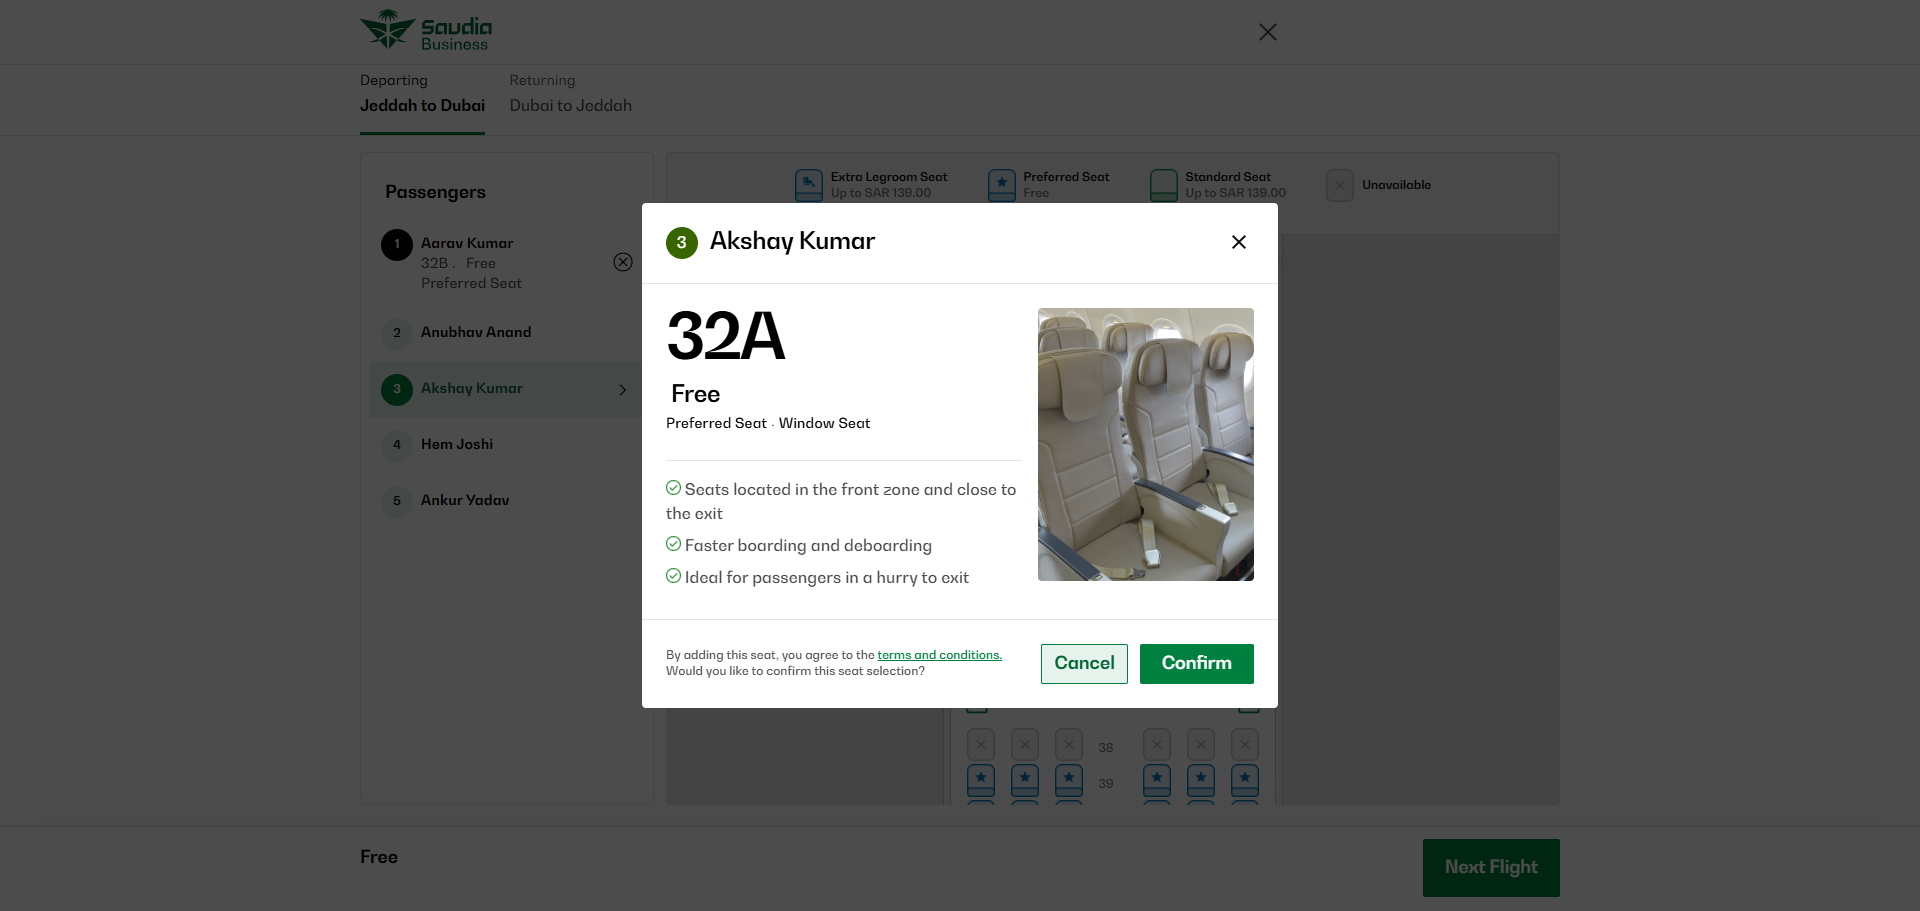 Saudia
Business
Departing
Jeddah to Dubai
Returning
Dubai to Jeddah
Passengers
1
Aarav Kumar
32B . Free
Preferred Seat
2
Anubhav Anand
3
Akshay Kumar
4
Hem Joshi
5
Ankur Yadav
Extra Legroom Seat
Up to SAR 139.00
Preferred Seat
Free
Standard Seat
Up to SAR 139.00
Unavailable
3
Akshay Kumar
32A
Free
Preferred Seat · Window Seat
Seats located in the front zone and close to
the exit
Faster boarding and deboarding
Ideal for passengers in a hurry to exit
By adding this seat, you agree to the terms and conditions.
Would you like to confirm this seat selection?
Cancel
Confirm
38
39
Free
Next Flight